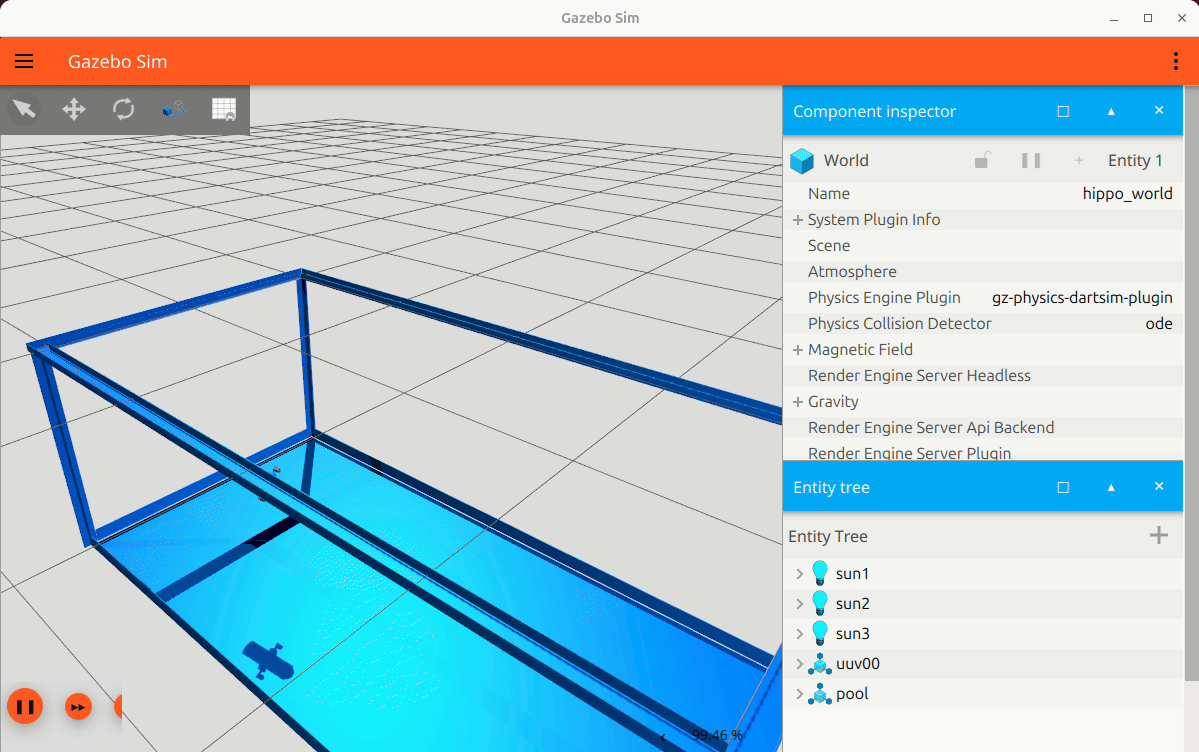 Gazebo Sim
Gazebo Sim
Component inspector
World Entity 1
Name hippo_world
System Plugin Info
Scene
Atmosphere
Physics Engine Plugin gz-physics-dartsim-plugin
Physics Collision Detector ode
Magnetic Field
Render Engine Server Headless
Gravity
Render Engine Server Api Backend
Render Engine Server Plugin
Entity tree
Entity Tree
sun1
sun2
sun3
uuv00
pool
99.46 %